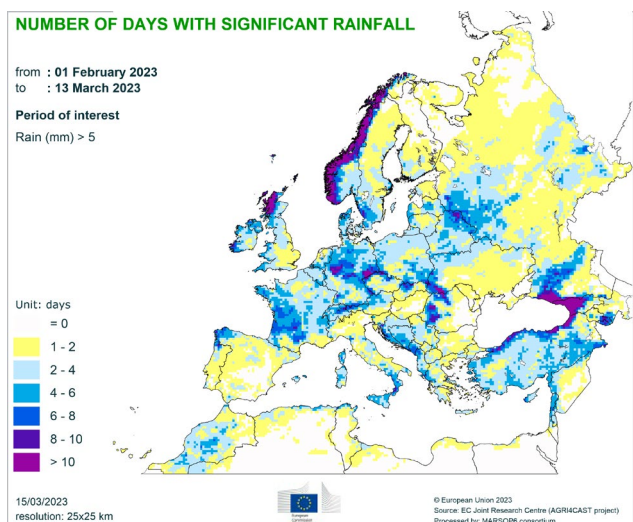 NUMBER OF DAYS WITH SIGNIFICANT RAINFALL
from : 01 February 2023
to : 13 March 2023
Period of interest
Rain (mm) > 5
Unit: days
= 0
1 - 2
2 - 4
4 - 6
6 - 8
8 - 10
> 10
15/03/2023
resolution: 25x25 km
European
Commission
© European Union 2023
Source: EC Joint Research Centre (AGRI4CAST project)
Processed by: MARSOP6 consortium